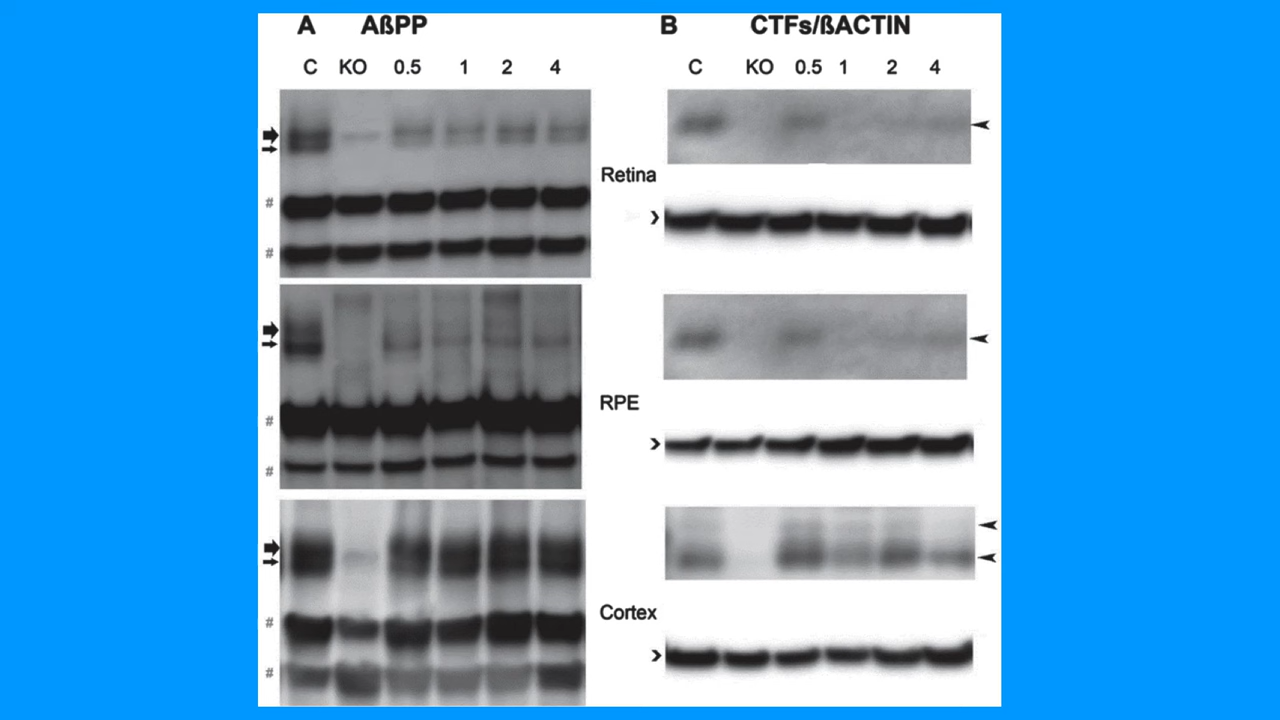 A AßPP
C KO 0.5 1 2 4
#
#
Retina
#
#
RPE
#
#
Cortex
B CTFs/ßACTIN
C KO 0.5 1 2 4